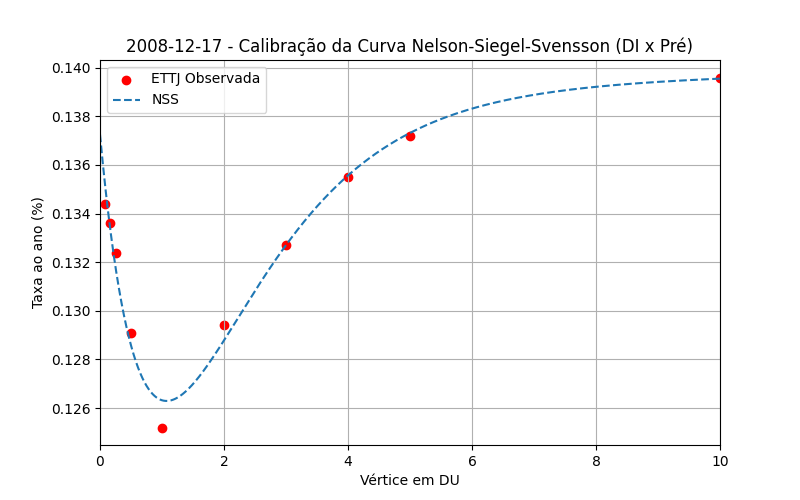 2008-12-17 - Calibração da Curva Nelson-Siegel-Svensson (DI x Pré)
ETTJ Observada
NSS
Taxa ao ano (%)
0.140
0.138
0.136
0.134
0.132
0.130
0.128
0.126
0 2 4 6 8 10
Vértice em DU